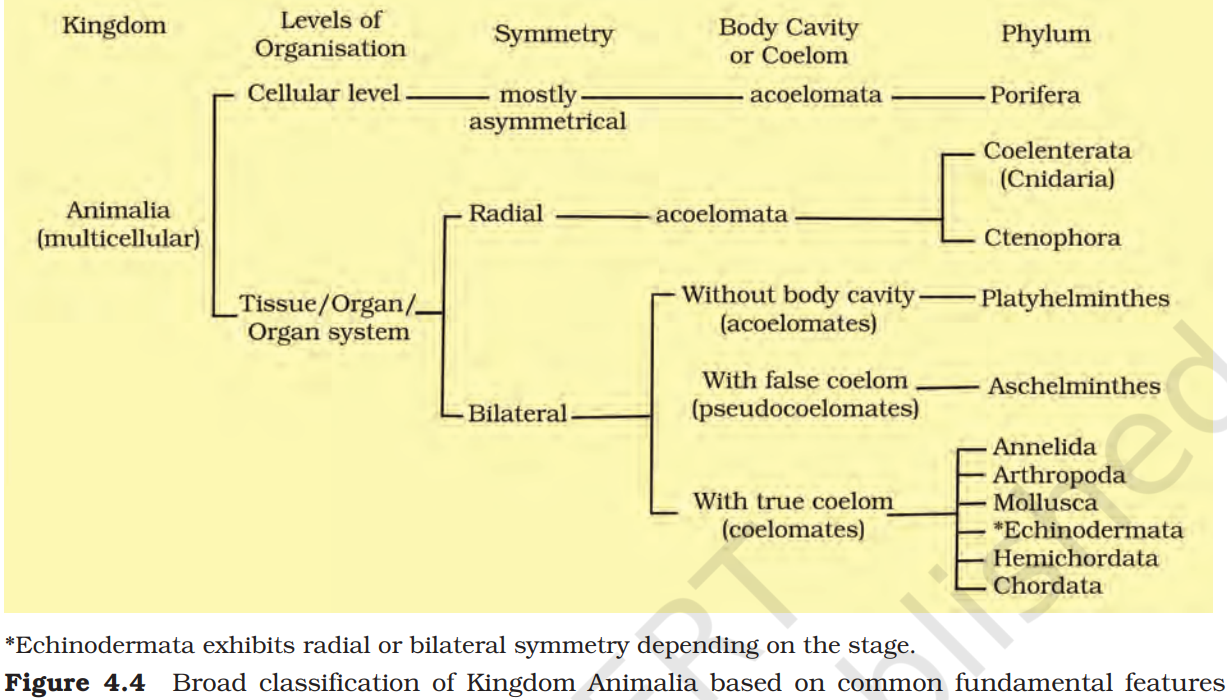 Kingdom
Levels of
Organisation
Symmetry
Body Cavity
or Coelom
Phylum
Cellular level
mostly
asymmetrical
acoelomata
Porifera
Animalia
(multicellular)
Tissue/Organ/
Organ system
Radial
acoelomata
Coelenterata
(Cnidaria)
Ctenophora
Bilateral
Without body cavity
(acoelomates)
Platyhelminthes
With false coelom
(pseudocoelomates)
Aschelminthes
With true coelom
(coelomates)
Annelida
Arthropoda
Mollusca
*Echinodermata
Hemichordata
Chordata
*Echinodermata exhibits radial or bilateral symmetry depending on the stage.
Figure 4.4 Broad classification of Kingdom Animalia based on common fundamental features